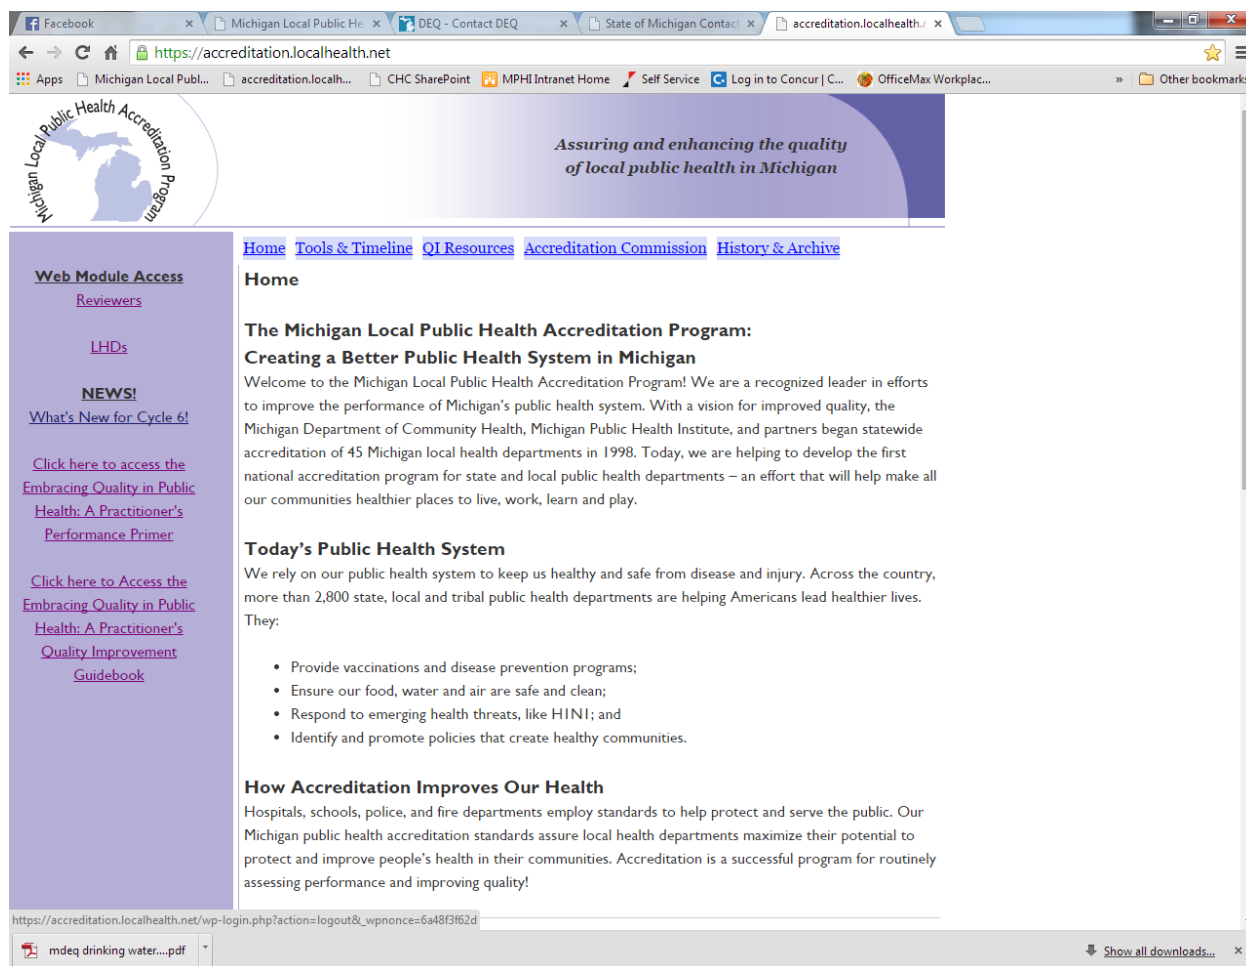 Facebook
Michigan Local Public He
DEQ - Contact DEQ
State of Michigan Contact
accreditation.localhealth.r
https://accreditation.localhealth.net
Apps
Michigan Local Publ...
accreditation.localh...
CHC SharePoint
MPHI Intranet Home
Self Service
Log in to Concur | C...
OfficeMax Workplac...
»
Other bookmarks
Michigan Local Public Health Accreditation Program
Assuring and enhancing the quality
of local public health in Michigan
Home Tools & Timeline QI Resources Accreditation Commission History & Archive
Web Module Access
Reviewers
LHDs
NEWS!
What's New for Cycle 6!
Click here to access the
Embracing Quality in Public
Health: A Practitioner's
Performance Primer
Click here to Access the
Embracing Quality in Public
Health: A Practitioner's
Quality Improvement
Guidebook
Home
The Michigan Local Public Health Accreditation Program:
Creating a Better Public Health System in Michigan
Welcome to the Michigan Local Public Health Accreditation Program! We are a recognized leader in efforts
to improve the performance of Michigan's public health system. With a vision for improved quality, the
Michigan Department of Community Health, Michigan Public Health Institute, and partners began statewide
accreditation of 45 Michigan local health departments in 1998. Today, we are helping to develop the first
national accreditation program for state and local public health departments – an effort that will help make all
our communities healthier places to live, work, learn and play.
Today's Public Health System
We rely on our public health system to keep us healthy and safe from disease and injury. Across the country,
more than 2,800 state, local and tribal public health departments are helping Americans lead healthier lives.
They:
• Provide vaccinations and disease prevention programs;
• Ensure our food, water and air are safe and clean;
• Respond to emerging health threats, like H1N1; and
• Identify and promote policies that create healthy communities.
How Accreditation Improves Our Health
Hospitals, schools, police, and fire departments employ standards to help protect and serve the public. Our
Michigan public health accreditation standards assure local health departments maximize their potential to
protect and improve people's health in their communities. Accreditation is a successful program for routinely
assessing performance and improving quality!
https://accreditation.localhealth.net/wp-login.php?action=logout&_wpnonce=6a48f3f62d
mdeq drinking water....pdf
Show all downloads...